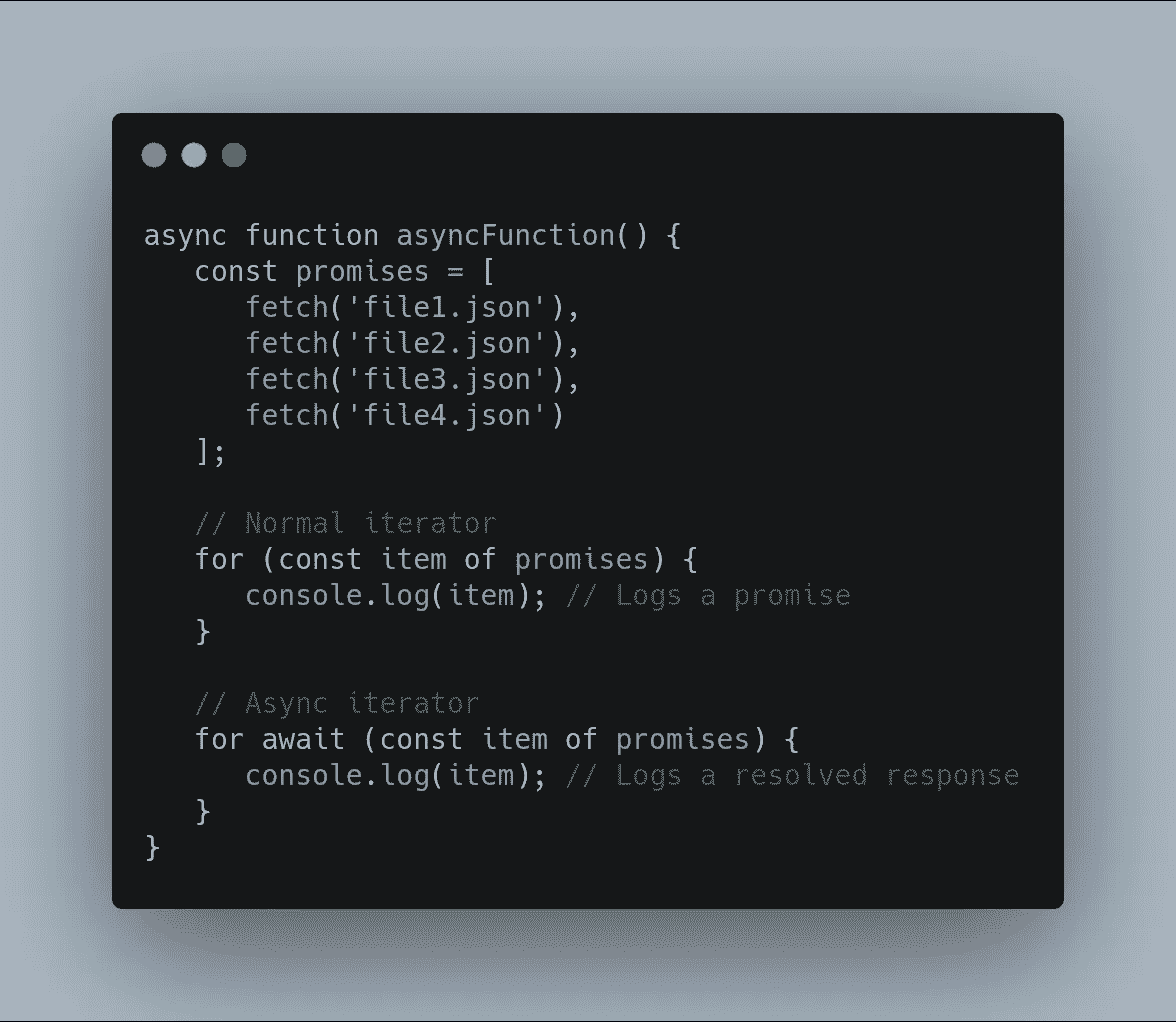 async function asyncFunction() {
   const promises = [
      fetch('file1.json'),
      fetch('file2.json'),
      fetch('file3.json'),
      fetch('file4.json')
   ];

   // Normal iterator
   for (const item of promises) {
      console.log(item); // Logs a promise
   }

   // Async iterator
   for await (const item of promises) {
      console.log(item); // Logs a resolved response
   }
}